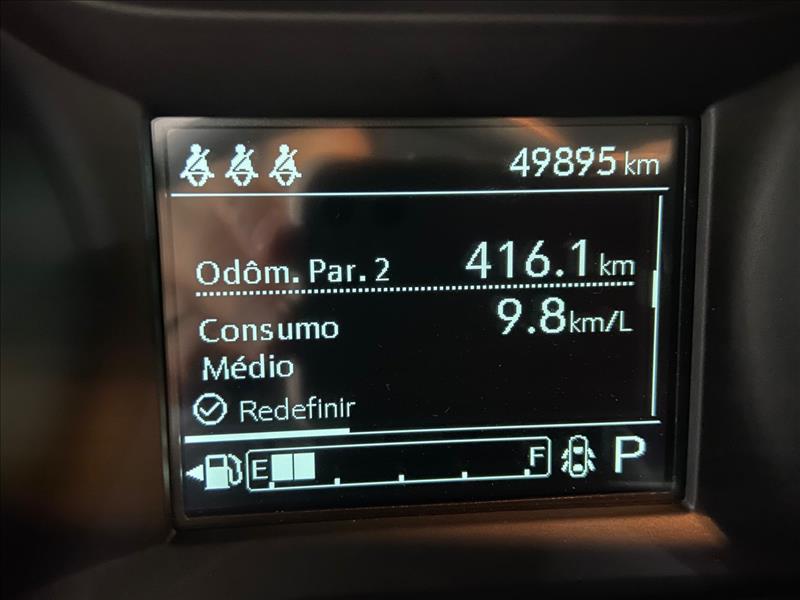 49895 km
Odôm. Par. 2 416.1 km
Consumo 9.8 km/L
Médio
Redefinir
E F P